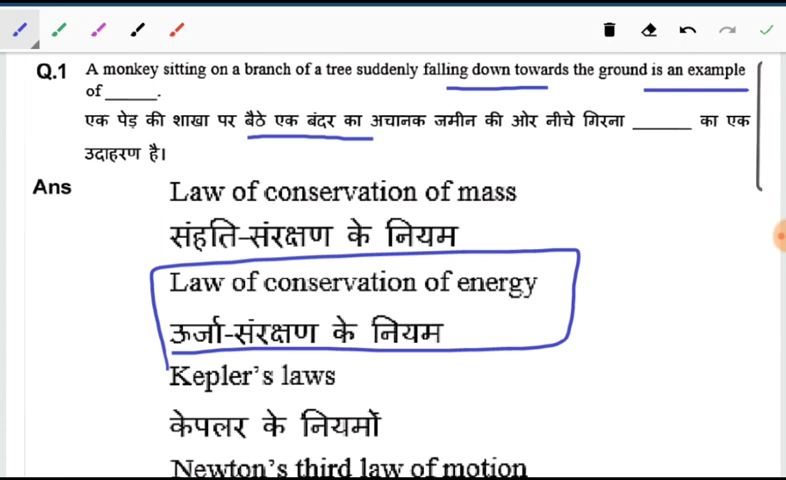 Q.1 A monkey sitting on a branch of a tree suddenly falling down towards the ground is an example
of _____.
एक पेड़ की शाखा पर बैठे एक बंदर का अचानक जमीन की ओर नीचे गिरना ______ का एक
उदाहरण है।
Ans Law of conservation of mass
संहति-संरक्षण के नियम
Law of conservation of energy
ऊर्जा-संरक्षण के नियम
Kepler's laws
केपलर के नियमों
Newton's third law of motion